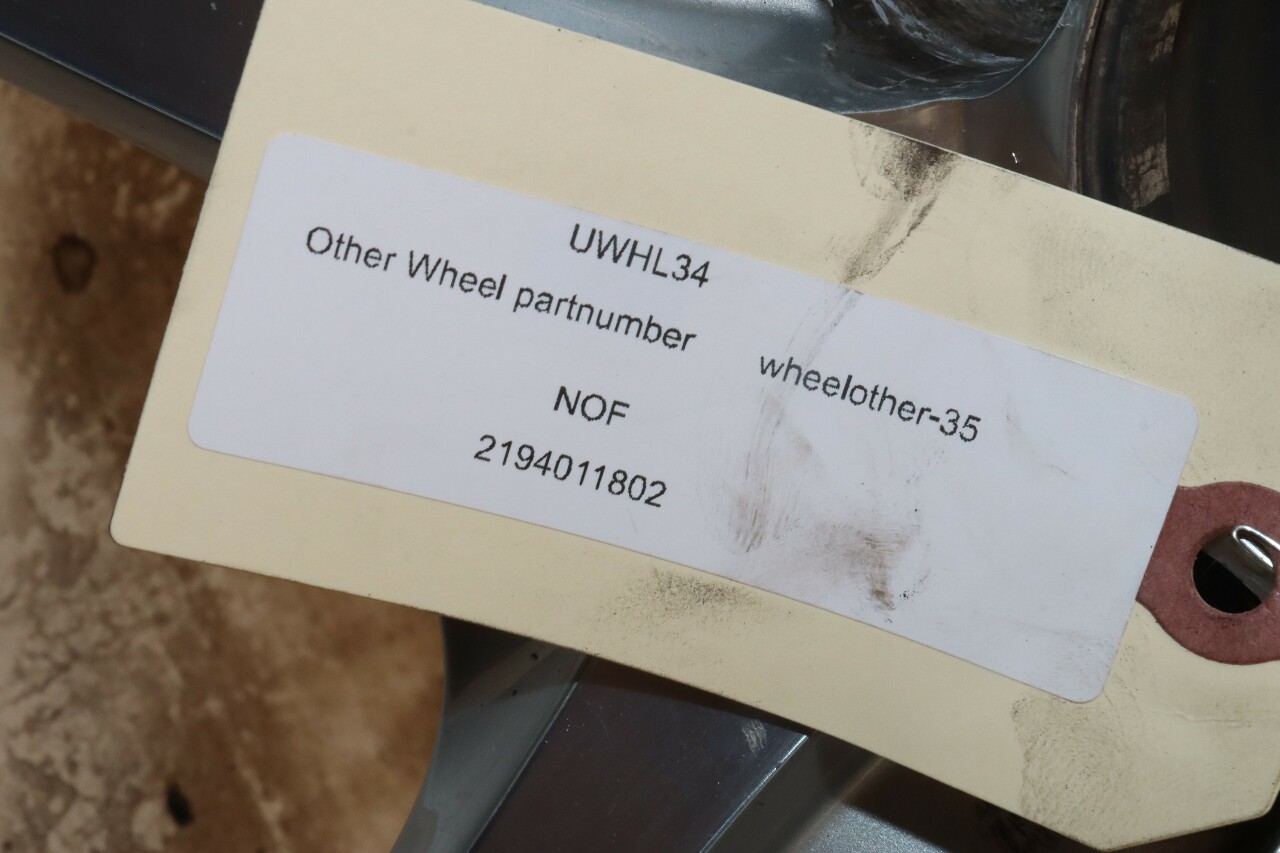 UWHL34
Other Wheel partnumber wheelother-35
NOF
2194011802